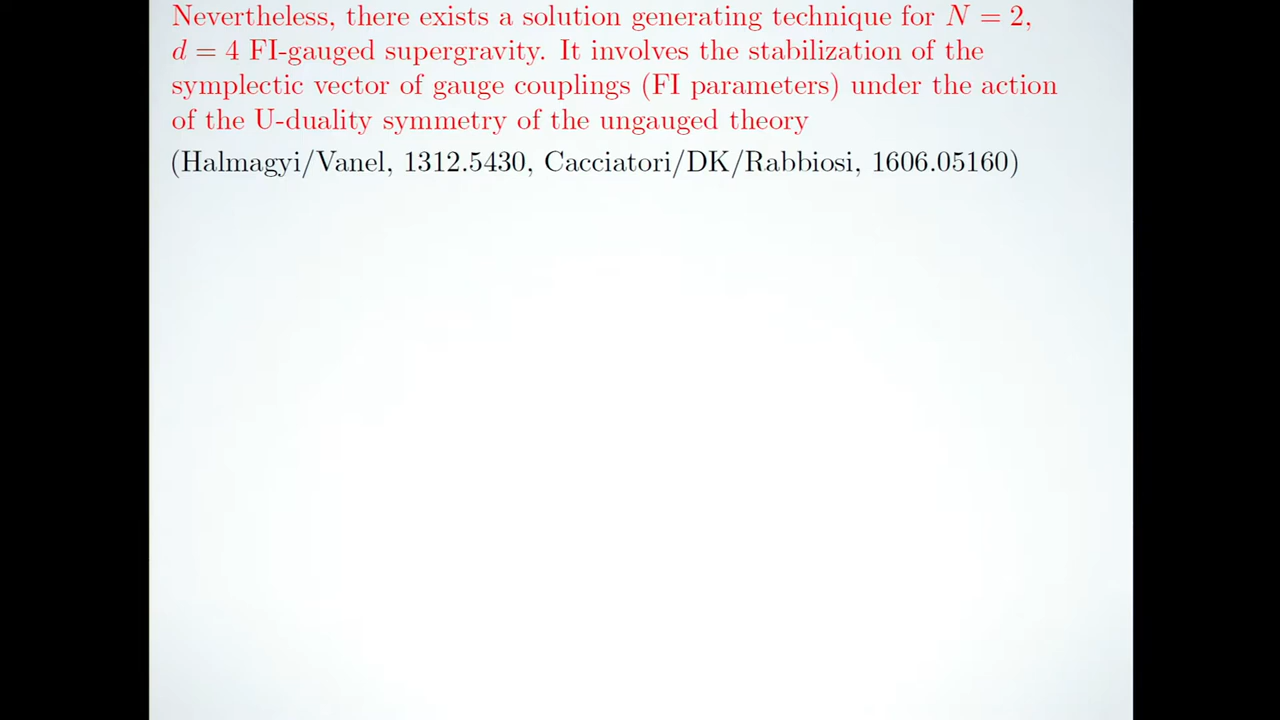 Nevertheless, there exists a solution generating technique for N = 2,
d = 4 FI-gauged supergravity. It involves the stabilization of the
symplectic vector of gauge couplings (FI parameters) under the action
of the U-duality symmetry of the ungauged theory
(Halmagyi/Vanel, 1312.5430, Cacciatori/DK/Rabbiosi, 1606.05160)